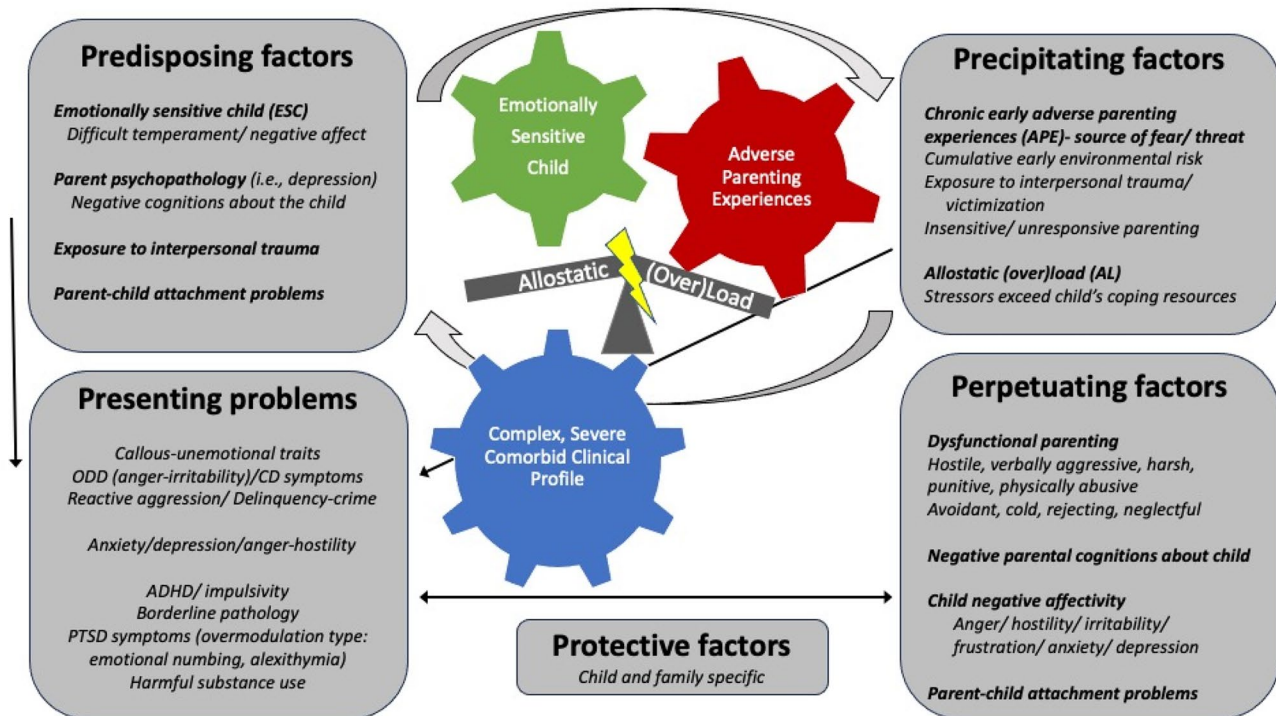 Predisposing factors
Emotionally sensitive child (ESC)
Difficult temperament/ negative affect
Parent psychopathology (i.e., depression)
Negative cognitions about the child
Exposure to interpersonal trauma
Parent-child attachment problems
Emotionally
Sensitive
Child
Adverse
Parenting
Experiences
Allostatic (Over)Load
Precipitating factors
Chronic early adverse parenting
experiences (APE)- source of fear/ threat
Cumulative early environmental risk
Exposure to interpersonal trauma/
victimization
Insensitive/ unresponsive parenting
Allostatic (over)load (AL)
Stressors exceed child's coping resources
Presenting problems
Callous-unemotional traits
ODD (anger-irritability)/CD symptoms
Reactive aggression/ Delinquency-crime
Anxiety/depression/anger-hostility
ADHD/ impulsivity
Borderline pathology
PTSD symptoms (overmodulation type:
emotional numbing, alexithymia)
Harmful substance use
Complex, Severe
Comorbid Clinical
Profile
Protective factors
Child and family specific
Perpetuating factors
Dysfunctional parenting
Hostile, verbally aggressive, harsh,
punitive, physically abusive
Avoidant, cold, rejecting, neglectful
Negative parental cognitions about child
Child negative affectivity
Anger/ hostility/ irritability/
frustration/ anxiety/ depression
Parent-child attachment problems